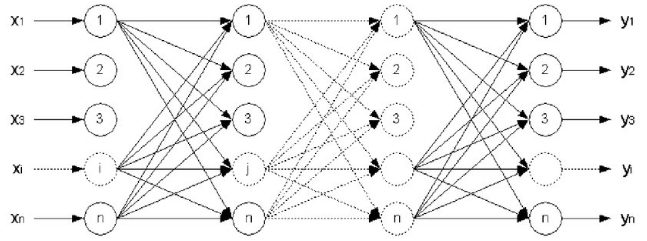 x1 1 1 1 1 y1
x2 2 2 2 2 y2
x3 3 3 3 3 y3
xi i j yi
xn n n n n yn